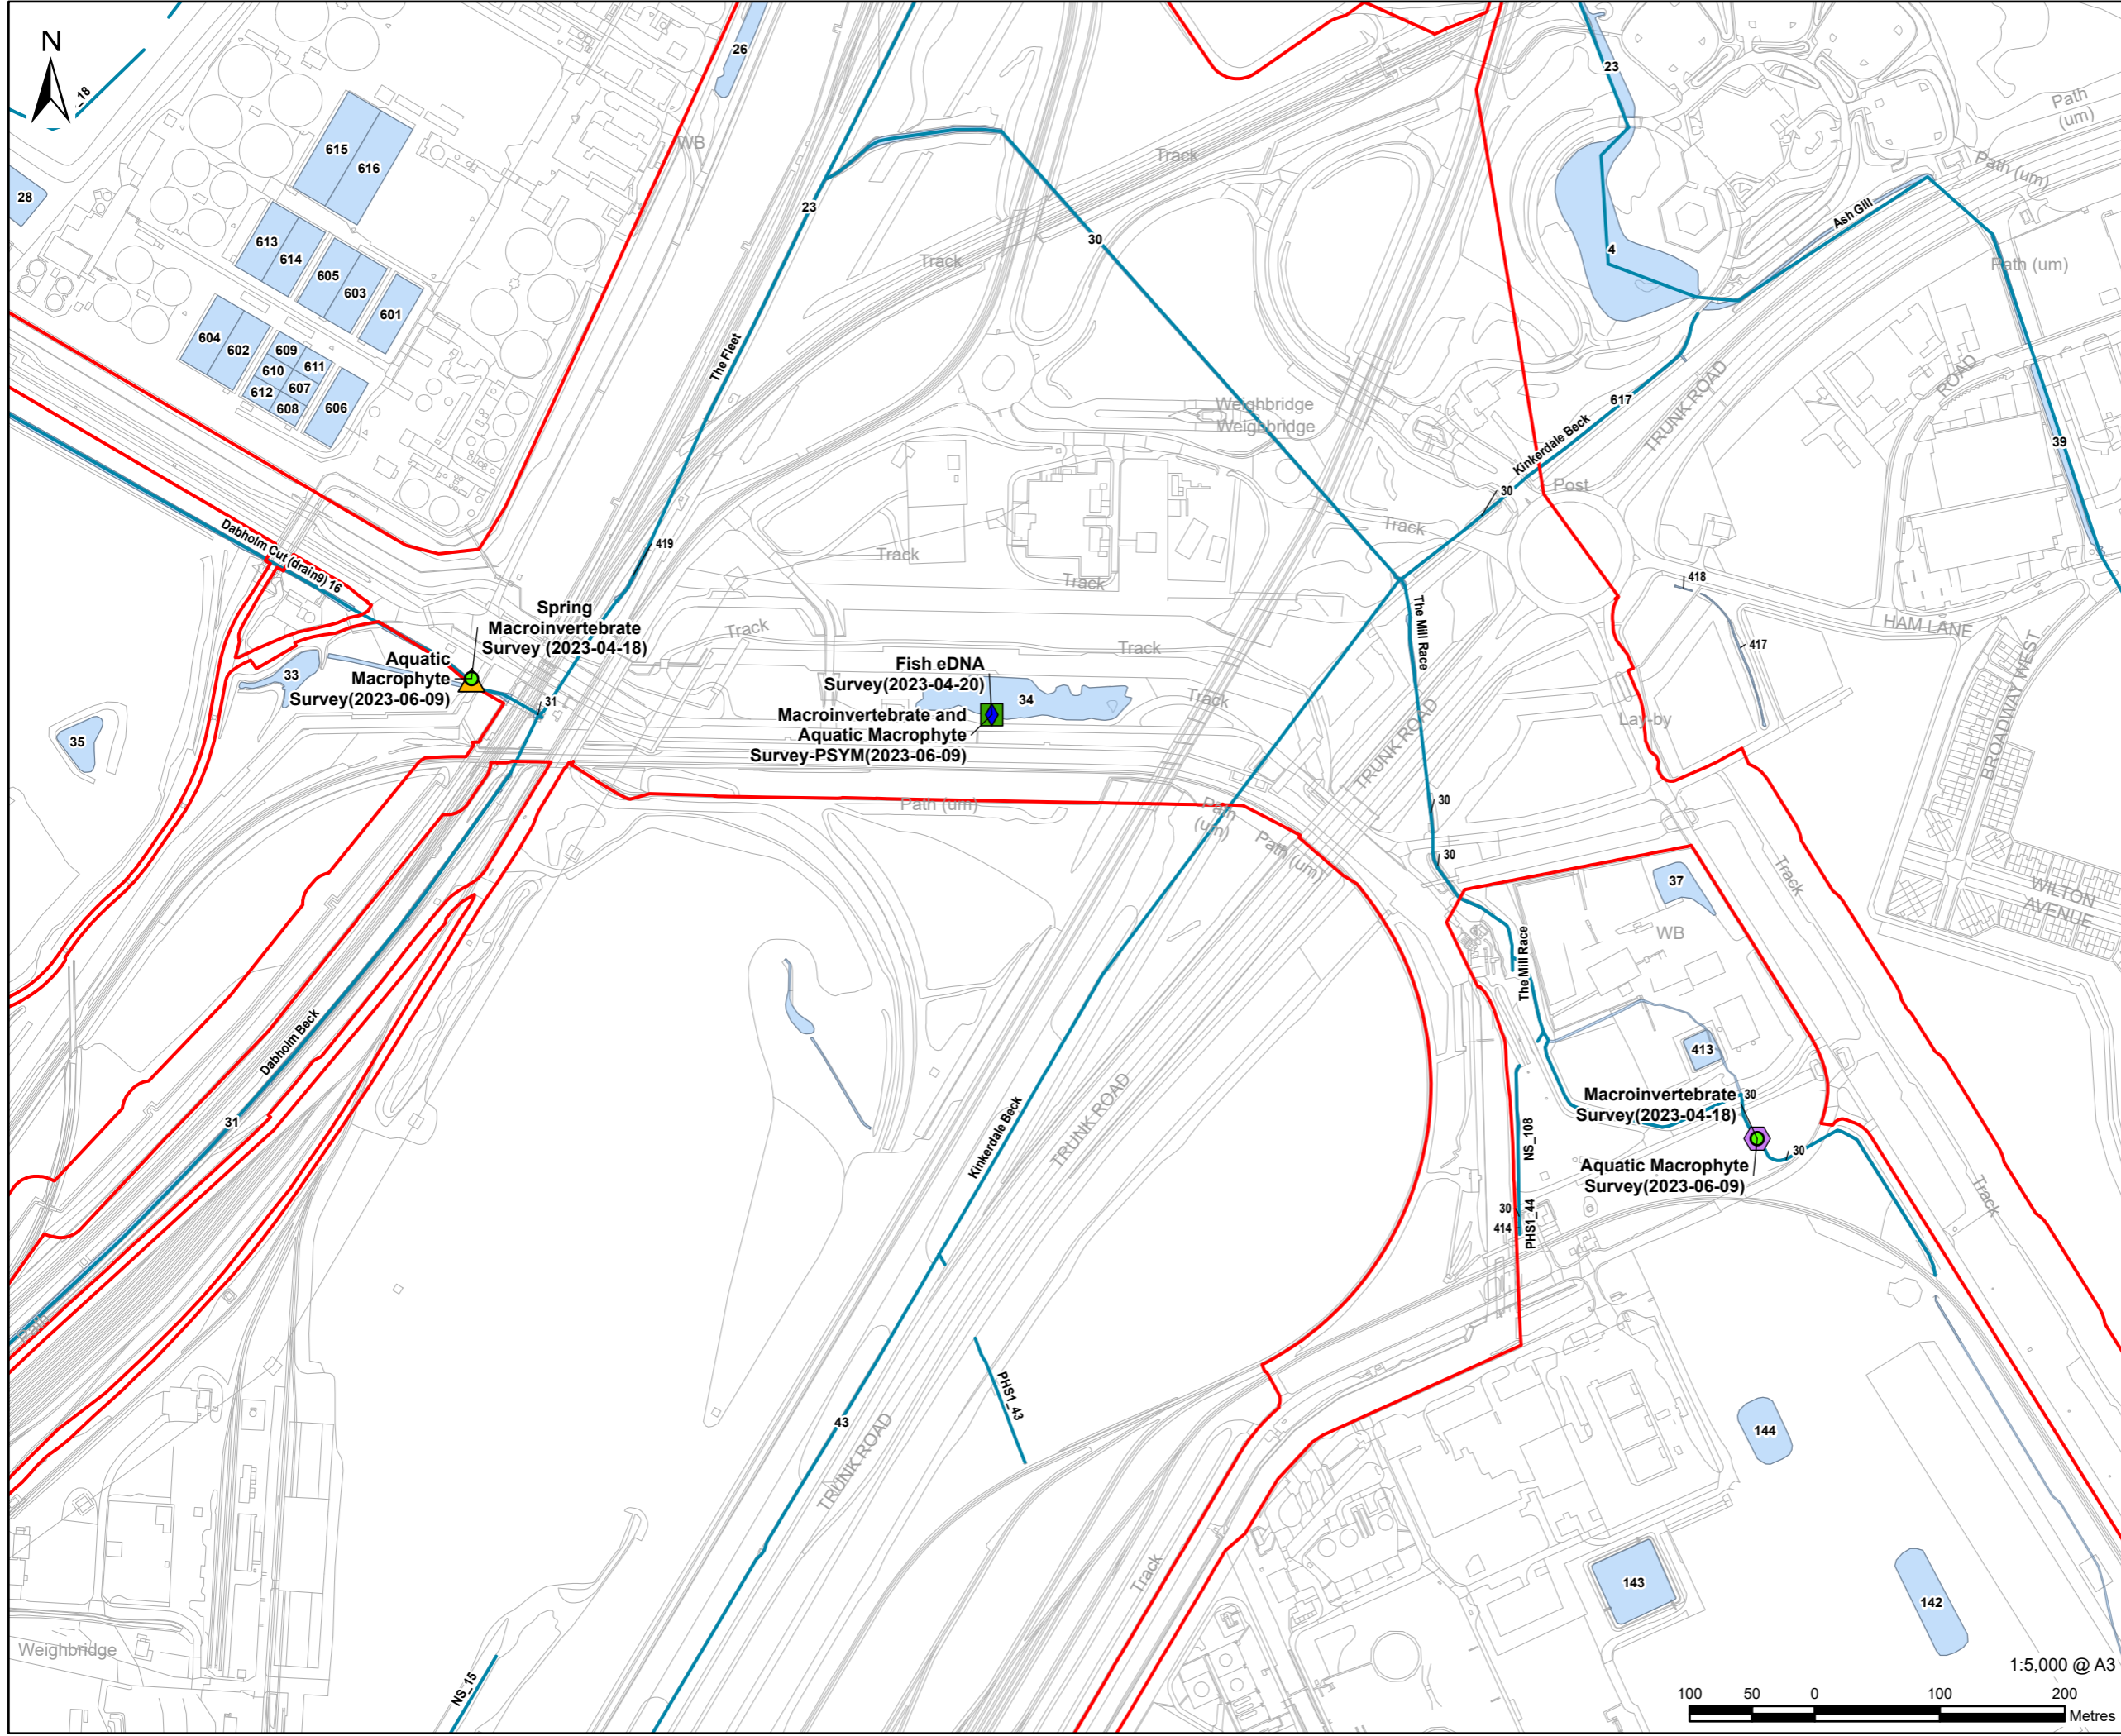 N
_18
28
615
616
613
614
605
603
601
604
602
609
610
611
612
607
608
606
26
WB
23
Track
Track
30
The Fleet
23
4
Ash Gill
Path
(um)
Path (um)
Path (um)
ROAD
39
TRUNK ROAD
617
Kinkerdale Beck
30
Post
Weighbridge
Weighbridge
Track
Track
Track
419
Dabholm Cut (drain9) 16
Spring
Macroinvertebrate
Survey (2023-04-18)
Aquatic
Macrophyte
Survey(2023-06-09)
33
35
31
Track
Track
Track
Fish eDNA
Survey(2023-04-20)
34
Macroinvertebrate and
Aquatic Macrophyte
Survey-PSYM(2023-06-09)
The Mill Race
TRUNK ROAD
418
417
HAM LANE
BROADWAY WEST
Lay-by
Path (um)
Path
(um)
Path (um)
30
30
37
WB
Track
WILTON
AVENUE
The Mill Race
413
Macroinvertebrate
Survey(2023-04-18)
30
Aquatic Macrophyte
Survey(2023-06-09)
30
NS_108
30
414
PHS1_44
Track
Dabholm Beck
31
Kinkerdale Beck
TRUNK ROAD
Path
PHS1_43
43
TRUNK ROAD
Track
144
143
142
Weighbridge
NS_15
1:5,000 @ A3
100 50 0 100 200
Metres